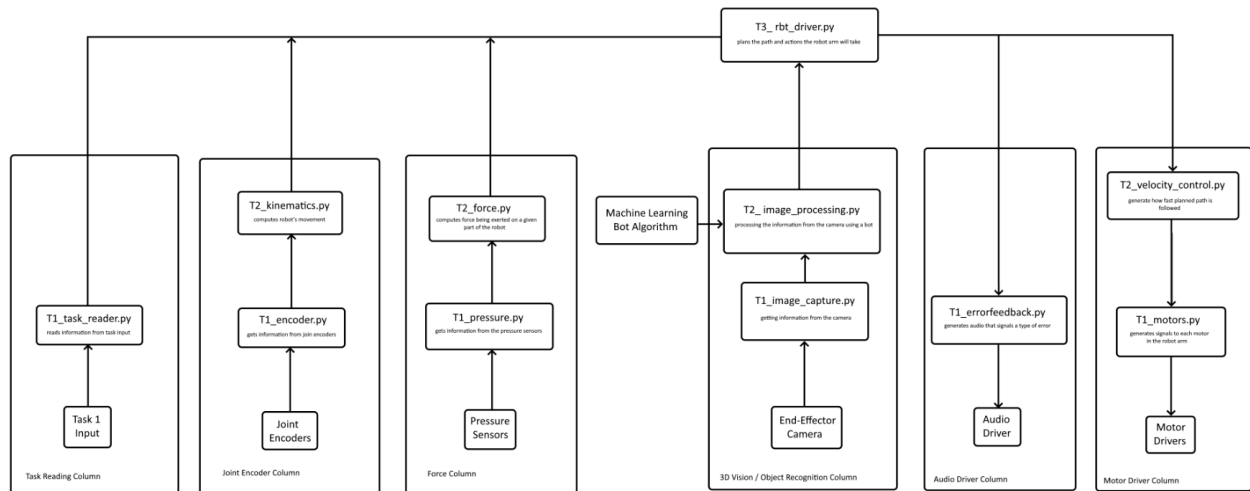 T3_ rbt_driver.py
plans the path and actions the robot arm will take
T1_task_reader.py
reads information from task input
Task 1
Input
Task Reading Column
T2_kinematics.py
computes robot's movement
T1_encoder.py
gets information from join encoders
Joint
Encoders
Joint Encoder Column
T2_force.py
computes force being exerted on a given
part of the robot
T1_pressure.py
gets information from the pressure sensors
Pressure
Sensors
Force Column
Machine Learning
Bot Algorithm
T2_ image_processing.py
processing the information from the camera using a bot
T1_image_capture.py
getting information from the camera
End-Effector
Camera
3D Vision / Object Recognition Column
T1_errorfeedback.py
generates audio that signals a type of error
Audio
Driver
Audio Driver Column
T2_velocity_control.py
generate how fast planned path is
followed
T1_motors.py
generates signals to each motor
in the robot arm
Motor
Drivers
Motor Driver Column